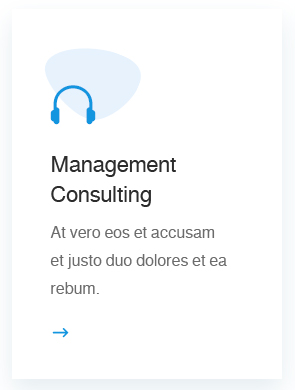 Management
Consulting
At vero eos et accusam
et justo duo dolores et ea
rebum.